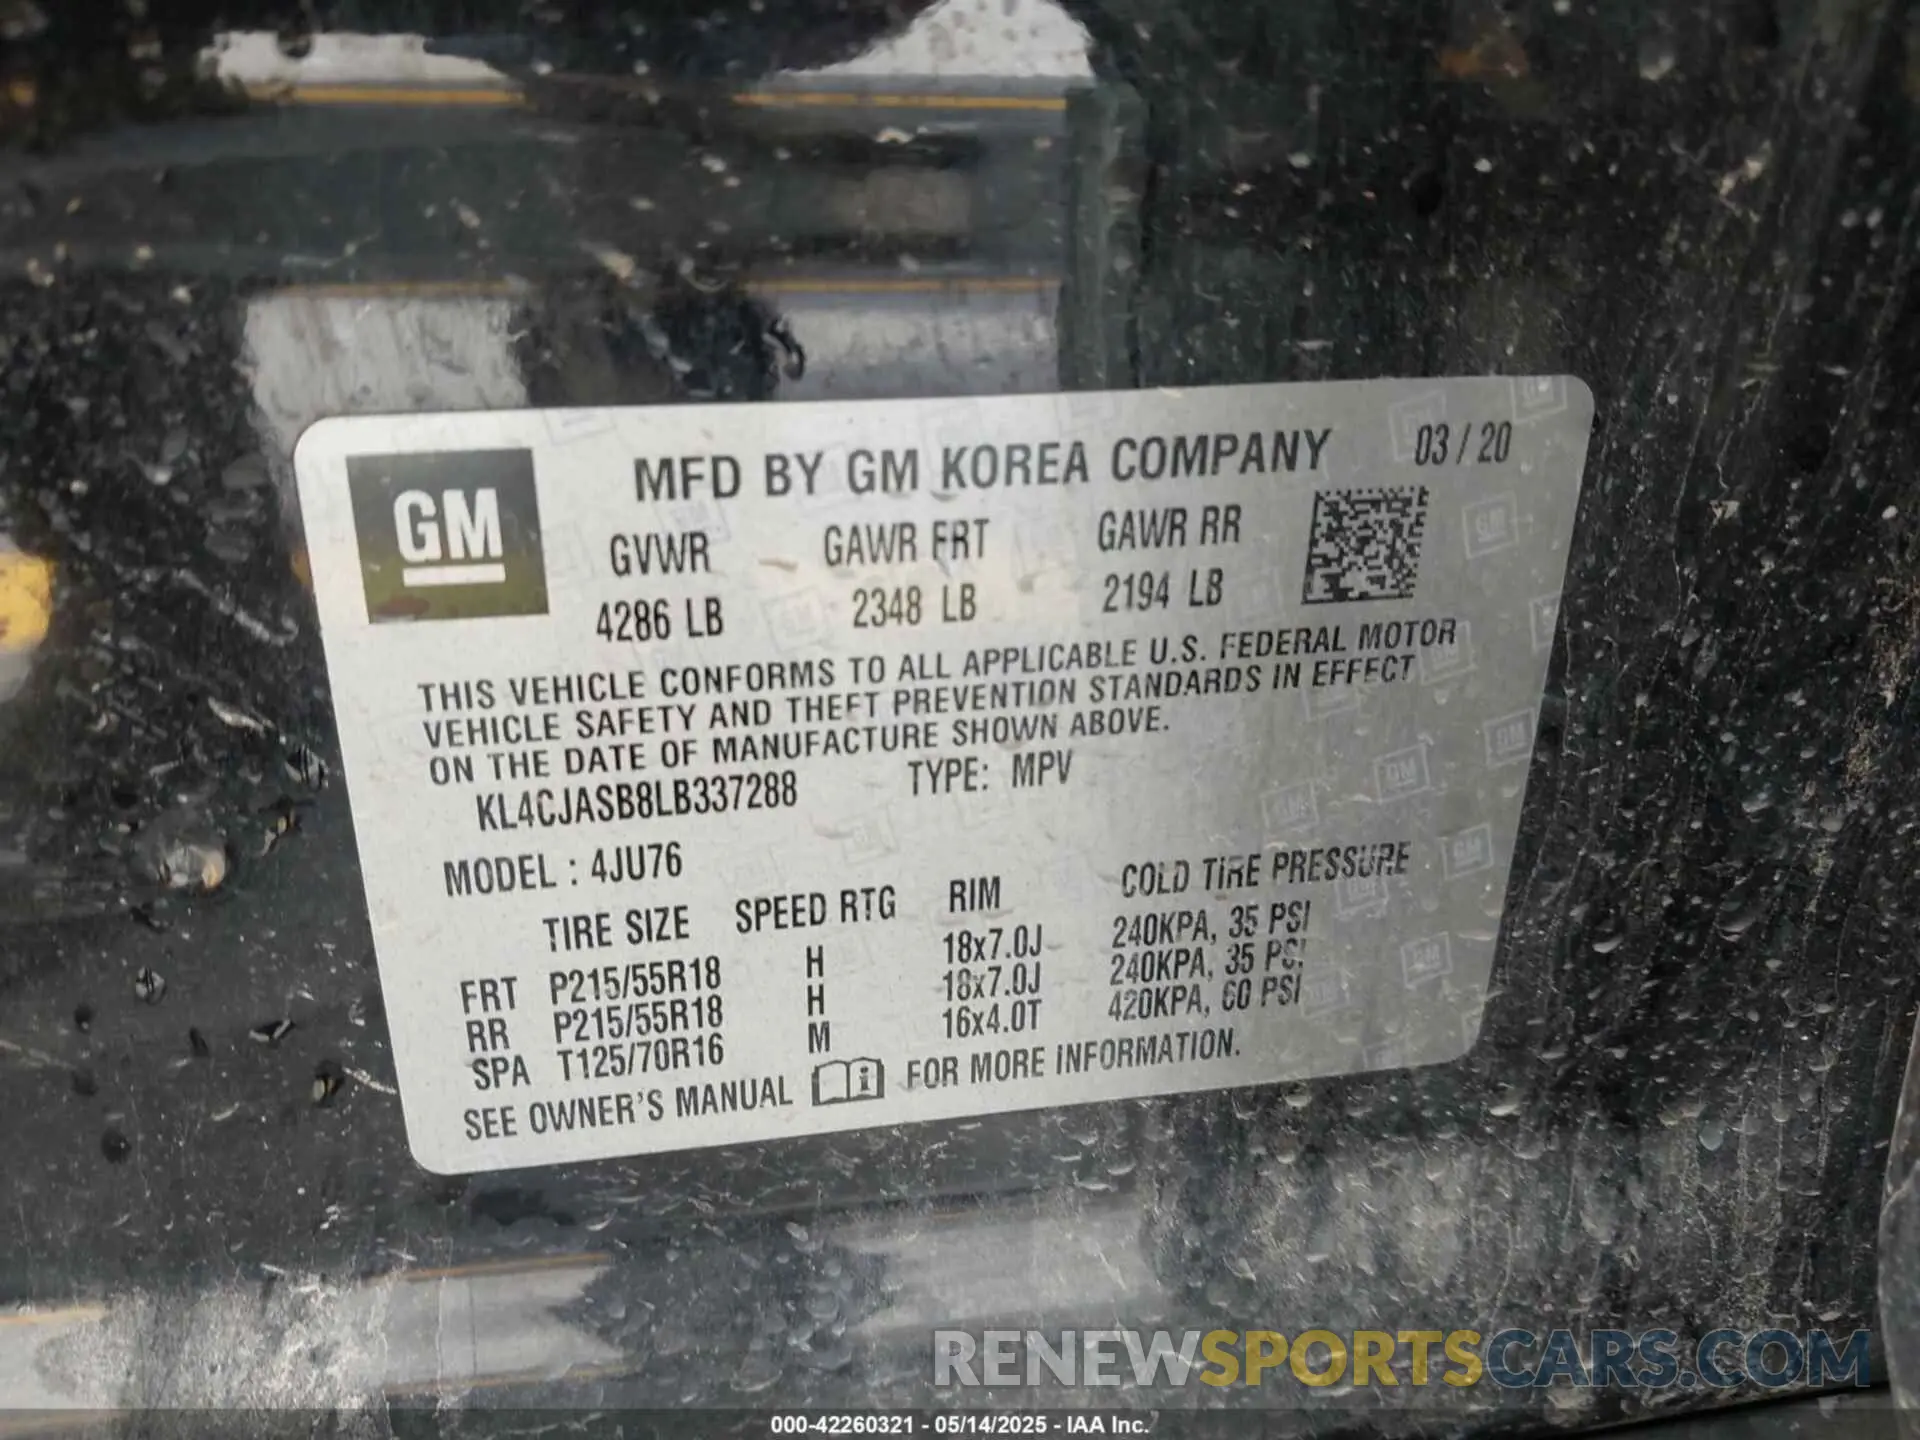 GM
MFD BY GM KOREA COMPANY 03 / 20
GVWR GAWR FRT GAWR RR
4286 LB 2348 LB 2194 LB
THIS VEHICLE CONFORMS TO ALL APPLICABLE U.S. FEDERAL MOTOR
VEHICLE SAFETY AND THEFT PREVENTION STANDARDS IN EFFECT
ON THE DATE OF MANUFACTURE SHOWN ABOVE.
KL4CJASB8LB337288 TYPE: MPV
MODEL : 4JU76
TIRE SIZE SPEED RTG RIM COLD TIRE PRESSURE
FRT P215/55R18 H 18x7.0J 240KPA, 35 PSI
RR P215/55R18 H 18x7.0J 240KPA, 35 PSI
SPA T125/70R16 M 16x4.0T 420KPA, 60 PSI
SEE OWNER'S MANUAL FOR MORE INFORMATION.
RENEWSPORTSCARS.COM
000-42260321 - 05/14/2025 - IAA Inc.